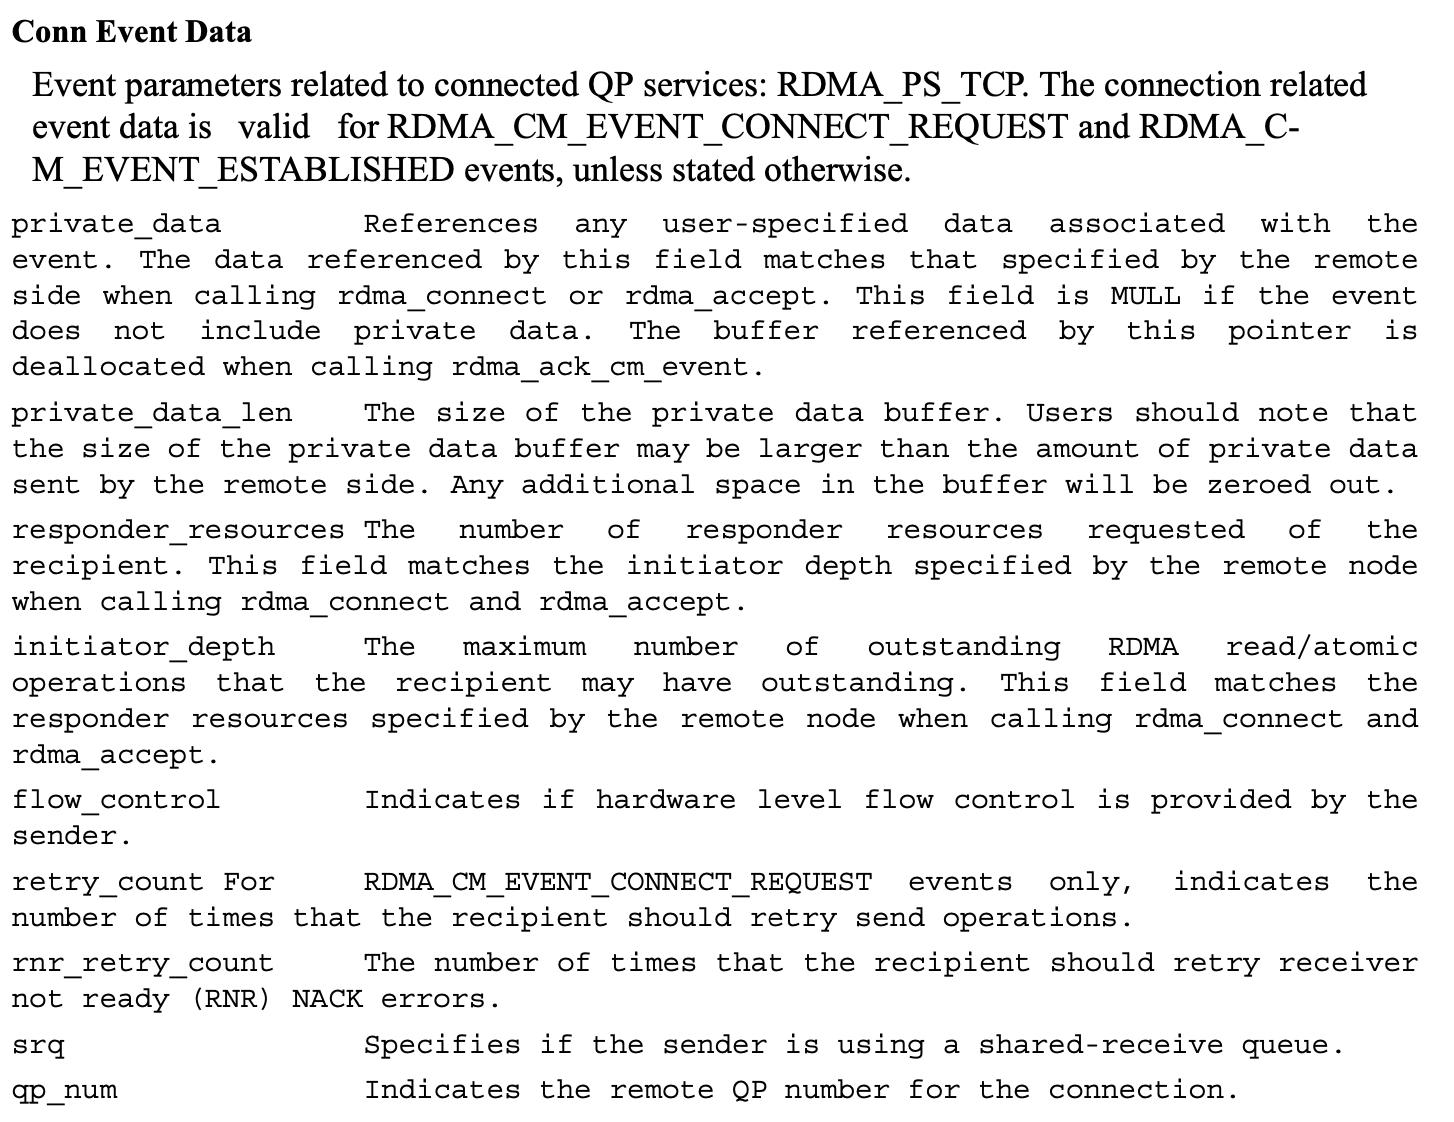 Conn Event Data
Event parameters related to connected QP services: RDMA_PS_TCP. The connection related
event data is valid for RDMA_CM_EVENT_CONNECT_REQUEST and RDMA_C-
M_EVENT_ESTABLISHED events, unless stated otherwise.
private_data References any user-specified data associated with the
event. The data referenced by this field matches that specified by the remote
side when calling rdma_connect or rdma_accept. This field is MULL if the event
does not include private data. The buffer referenced by this pointer is
deallocated when calling rdma_ack_cm_event.
private_data_len The size of the private data buffer. Users should note that
the size of the private data buffer may be larger than the amount of private data
sent by the remote side. Any additional space in the buffer will be zeroed out.
responder_resources The number of responder resources requested of the
recipient. This field matches the initiator depth specified by the remote node
when calling rdma_connect and rdma_accept.
initiator_depth The maximum number of outstanding RDMA read/atomic
operations that the recipient may have outstanding. This field matches the
responder resources specified by the remote node when calling rdma_connect and
rdma_accept.
flow_control Indicates if hardware level flow control is provided by the
sender.
retry_count For RDMA_CM_EVENT_CONNECT_REQUEST events only, indicates the
number of times that the recipient should retry send operations.
rnr_retry_count The number of times that the recipient should retry receiver
not ready (RNR) NACK errors.
srq Specifies if the sender is using a shared-receive queue.
qp_num Indicates the remote QP number for the connection.